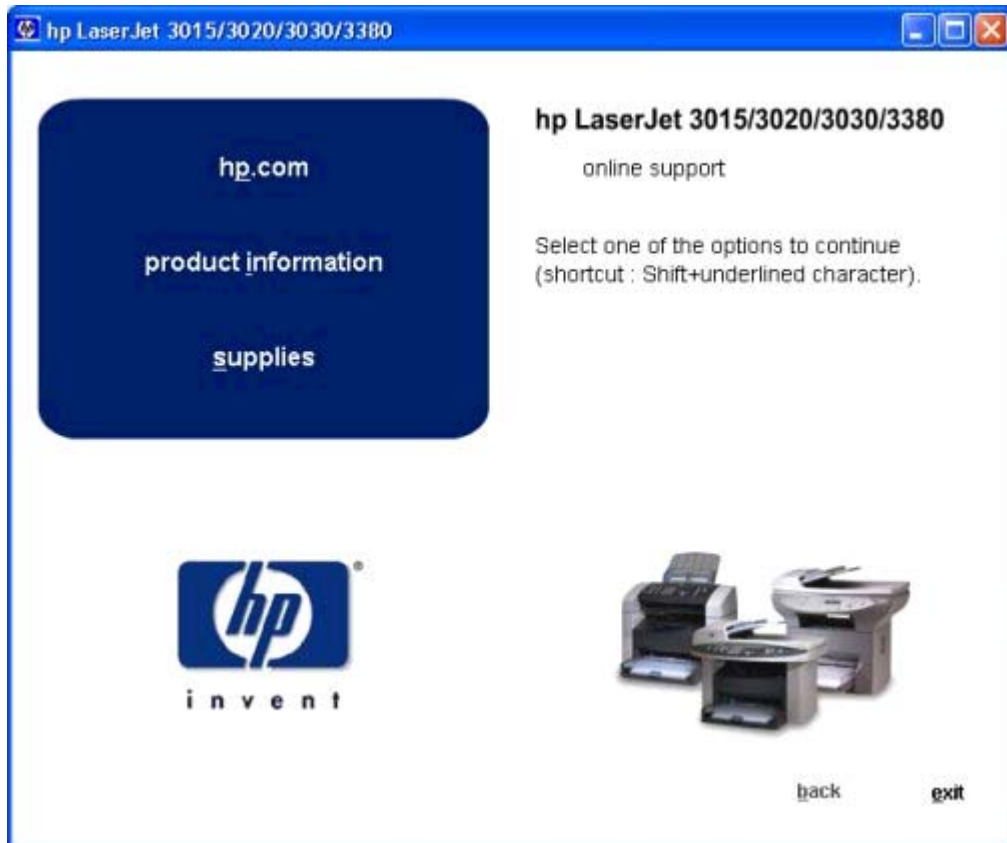 hp LaserJet 3015/3020/3030/3380
hp.com
product information
supplies
hp LaserJet 3015/3020/3030/3380
online support
Select one of the options to continue
(shortcut : Shift+underlined character).
hp®
invent
back
exit